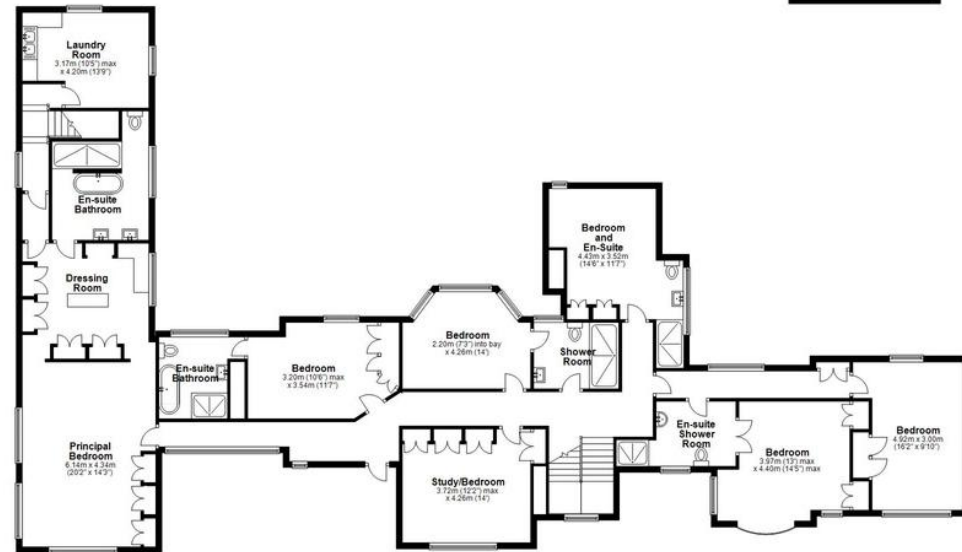 Laundry
Room
3.17m (10'5") max
x 4.20m (13'9")
En-suite
Bathroom
Dressing
Room
Principal
Bedroom
6.14m x 4.34m
(20'2" x 14'3")
En-suite
Bathroom
Bedroom
3.20m (10'6") max
x 3.54m (11'7")
Bedroom
2.20m (7'3") into bay
x 4.26m (14')
Shower
Room
Bedroom
and
En-Suite
4.43m x 3.52m
(14'6" x 11'7")
Study/Bedroom
3.72m (12'2") max
x 4.26m (14')
En-suite
Shower
Room
Bedroom
3.97m (13') max
x 4.40m (14'5") max
Bedroom
4.92m x 3.00m
(16'2" x 9'10")